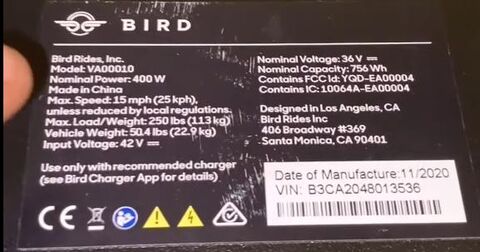 BIRD
Bird Rides, Inc.
Model: VA00010
Nominal Power: 400 W
Made in China
Max. Speed: 15 mph (25 kph),
unless reduced by local regulations.
Max. Load/Weight: 250 lbs (113 kg)
Vehicle Weight: 50.4 lbs (22.9 kg)
Input Voltage: 42 V
Use only with recommended charger
(see Bird Charger App for details)
Nominal Voltage: 36 V
Nominal Capacity: 756 Wh
Contains FCC Id: YQD-EA00004
Contains IC: 10064A-EA00004
Designed in Los Angeles, CA
Bird Rides Inc
406 Broadway #369
Santa Monica, CA 90401
Date of Manufacture: 11/2020
VIN: B3CA2048013536
CE